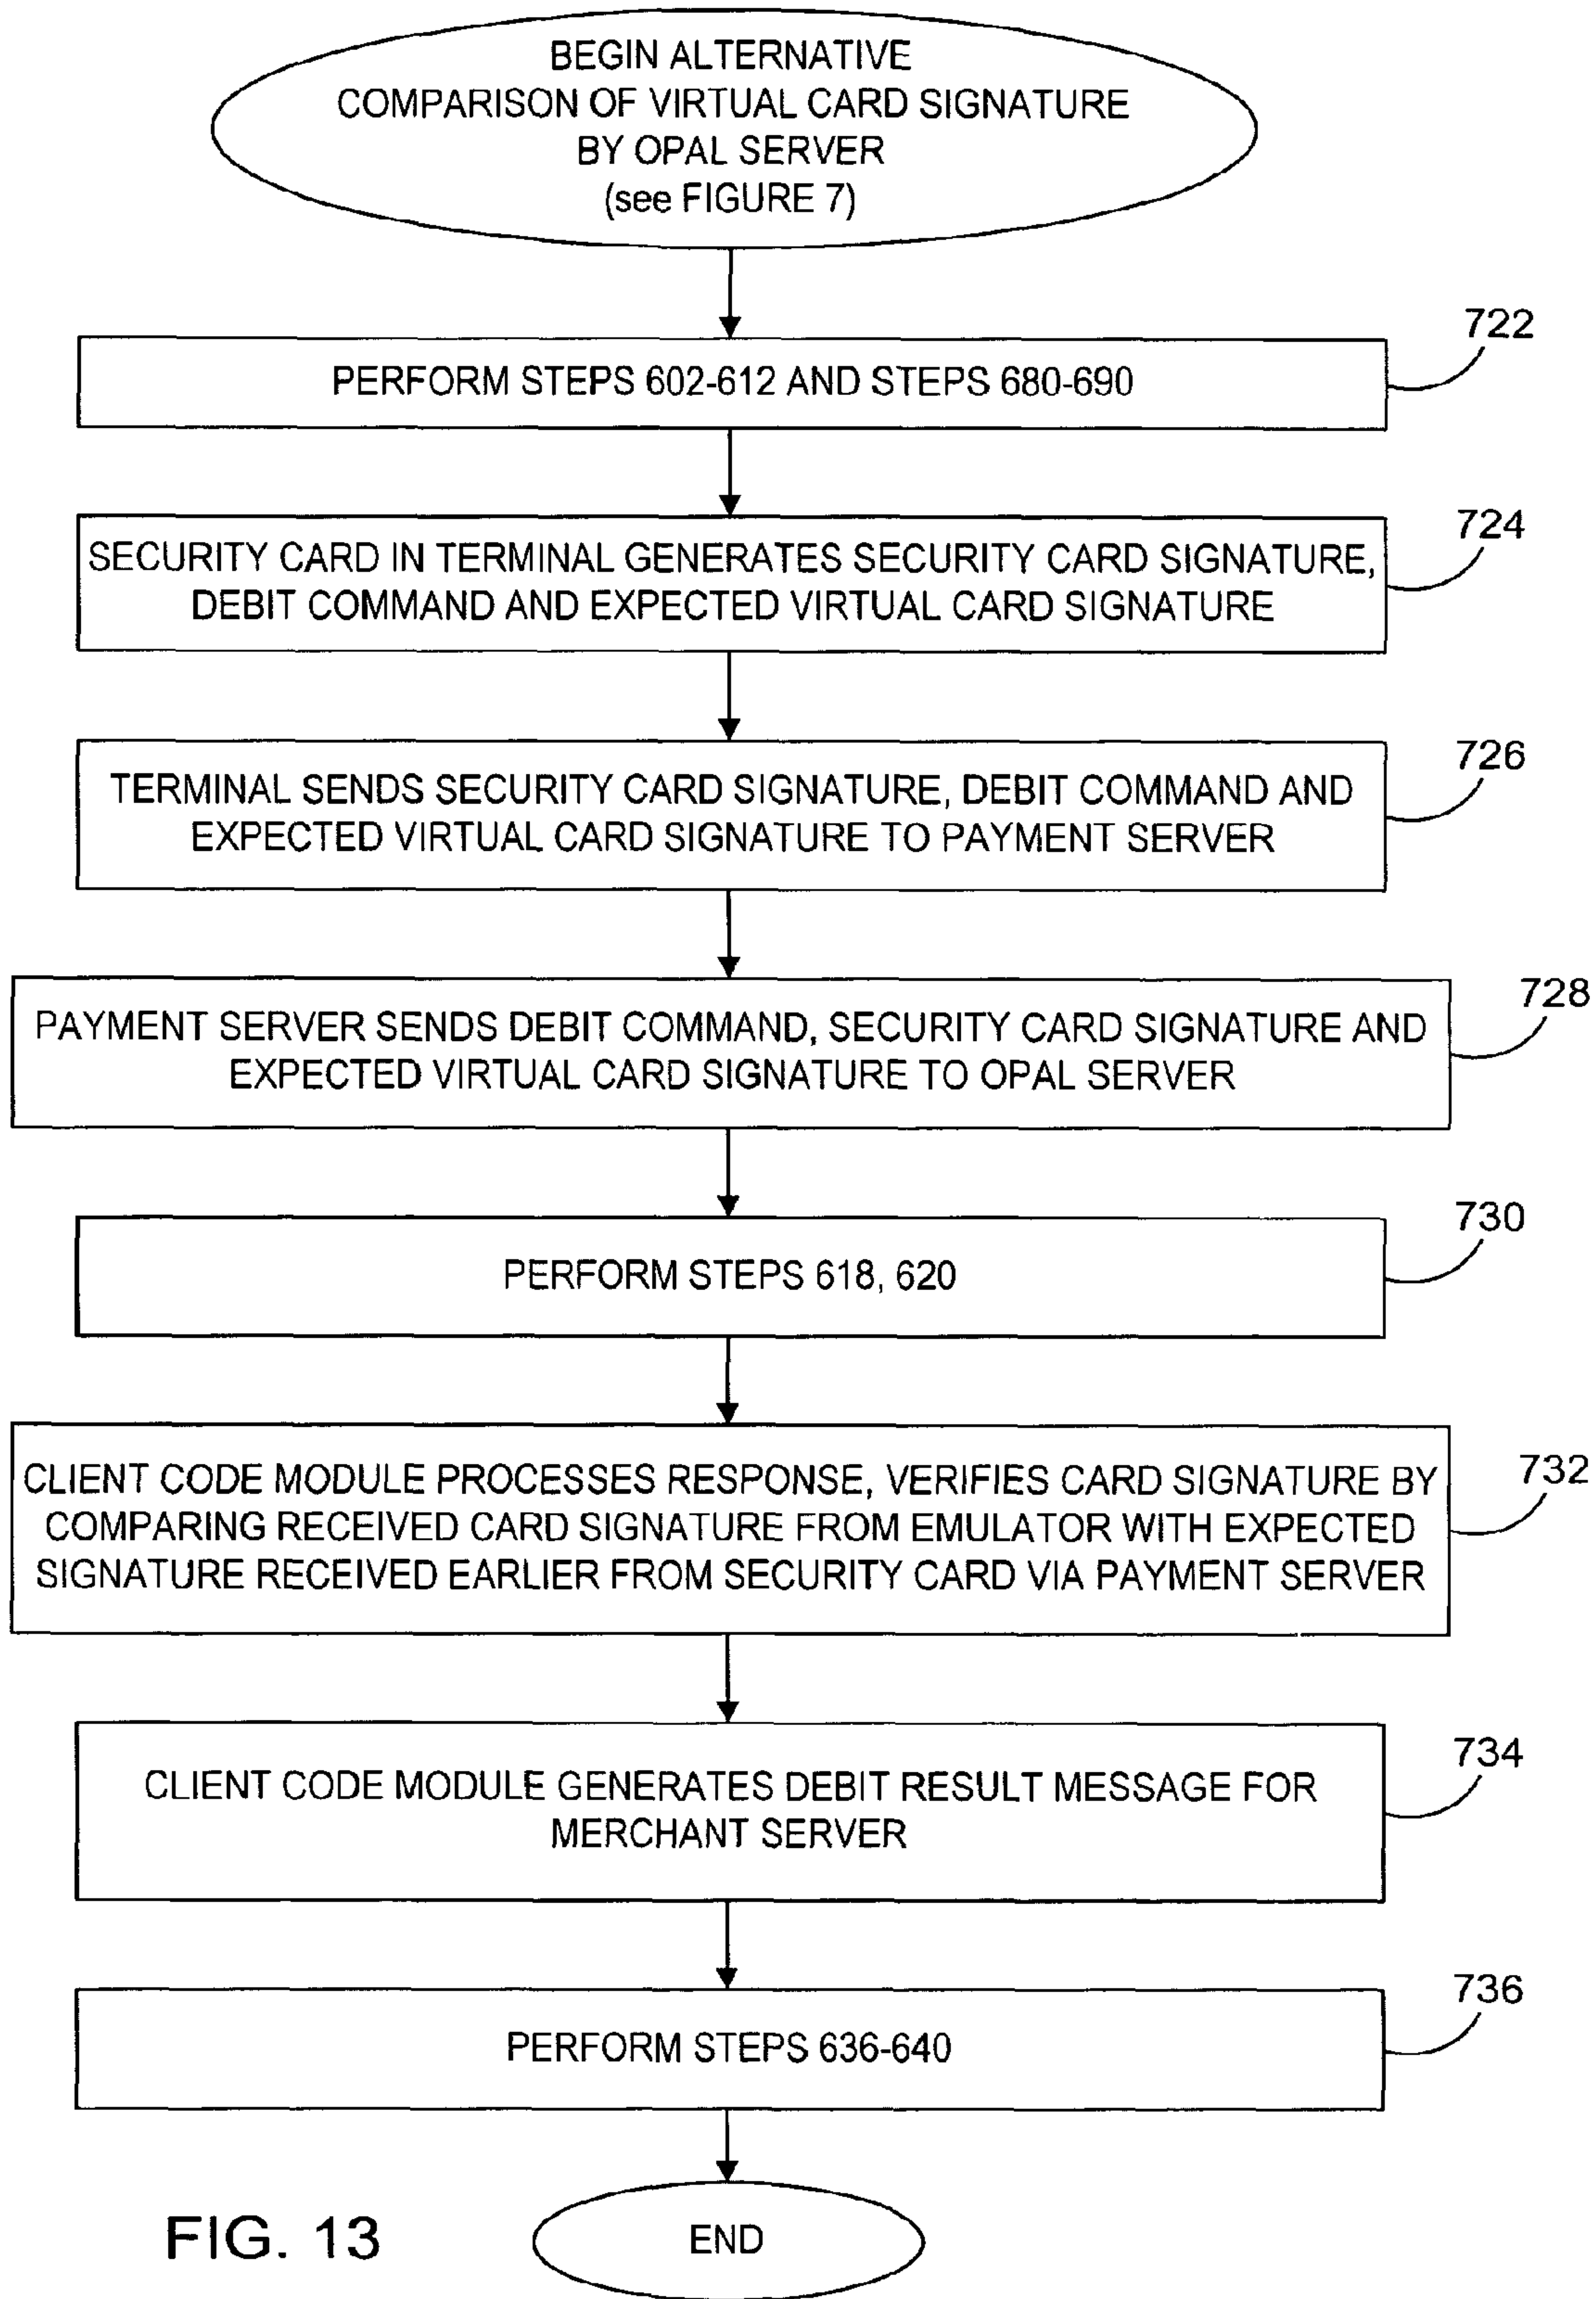 BEGIN ALTERNATIVE
COMPARISON OF VIRTUAL CARD SIGNATURE
BY OPAL SERVER
(see FIGURE 7)
722
PERFORM STEPS 602-612 AND STEPS 680-690
724
SECURITY CARD IN TERMINAL GENERATES SECURITY CARD SIGNATURE,
DEBIT COMMAND AND EXPECTED VIRTUAL CARD SIGNATURE
726
TERMINAL SENDS SECURITY CARD SIGNATURE, DEBIT COMMAND AND
EXPECTED VIRTUAL CARD SIGNATURE TO PAYMENT SERVER
728
PAYMENT SERVER SENDS DEBIT COMMAND, SECURITY CARD SIGNATURE AND
EXPECTED VIRTUAL CARD SIGNATURE TO OPAL SERVER
730
PERFORM STEPS 618, 620
732
CLIENT CODE MODULE PROCESSES RESPONSE, VERIFIES CARD SIGNATURE BY
COMPARING RECEIVED CARD SIGNATURE FROM EMULATOR WITH EXPECTED
SIGNATURE RECEIVED EARLIER FROM SECURITY CARD VIA PAYMENT SERVER
734
CLIENT CODE MODULE GENERATES DEBIT RESULT MESSAGE FOR
MERCHANT SERVER
736
PERFORM STEPS 636-640
FIG. 13
END